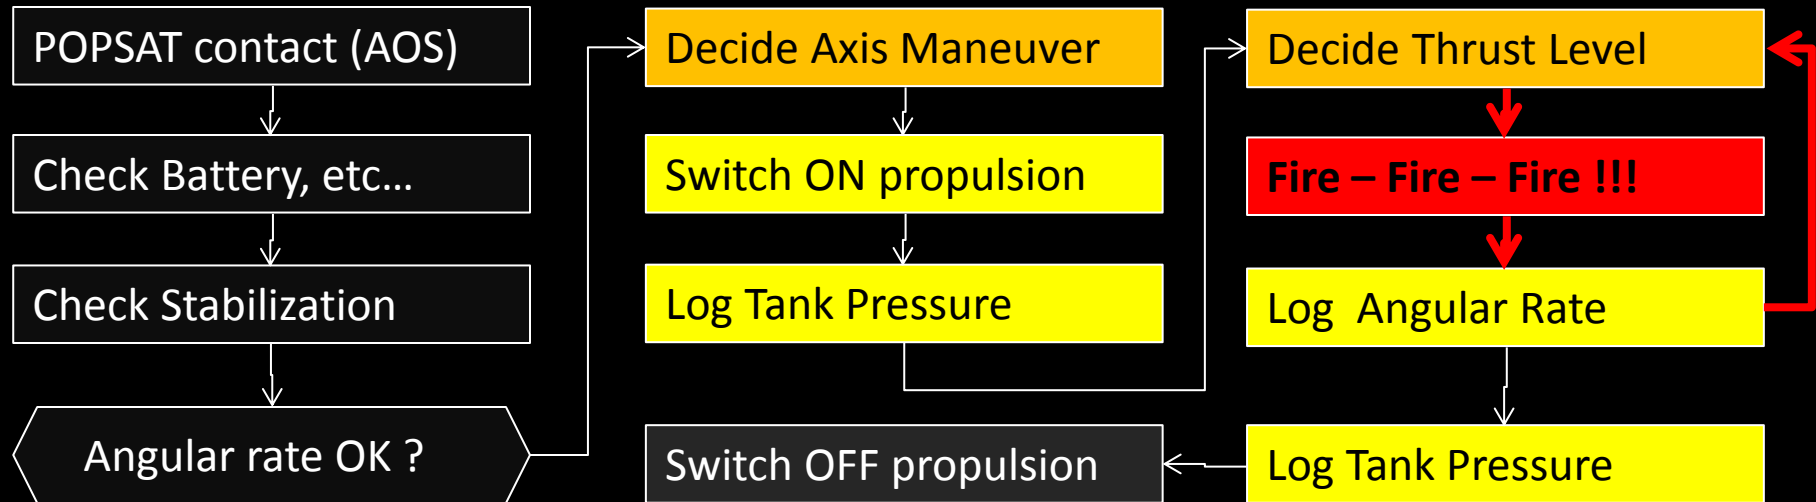 POPSAT contact (AOS)
Check Battery, etc…
Check Stabilization
Angular rate OK ?
Decide Axis Maneuver
Switch ON propulsion
Log Tank Pressure
Decide Thrust Level
Fire – Fire – Fire !!!
Log  Angular Rate
Log Tank Pressure
Switch OFF propulsion